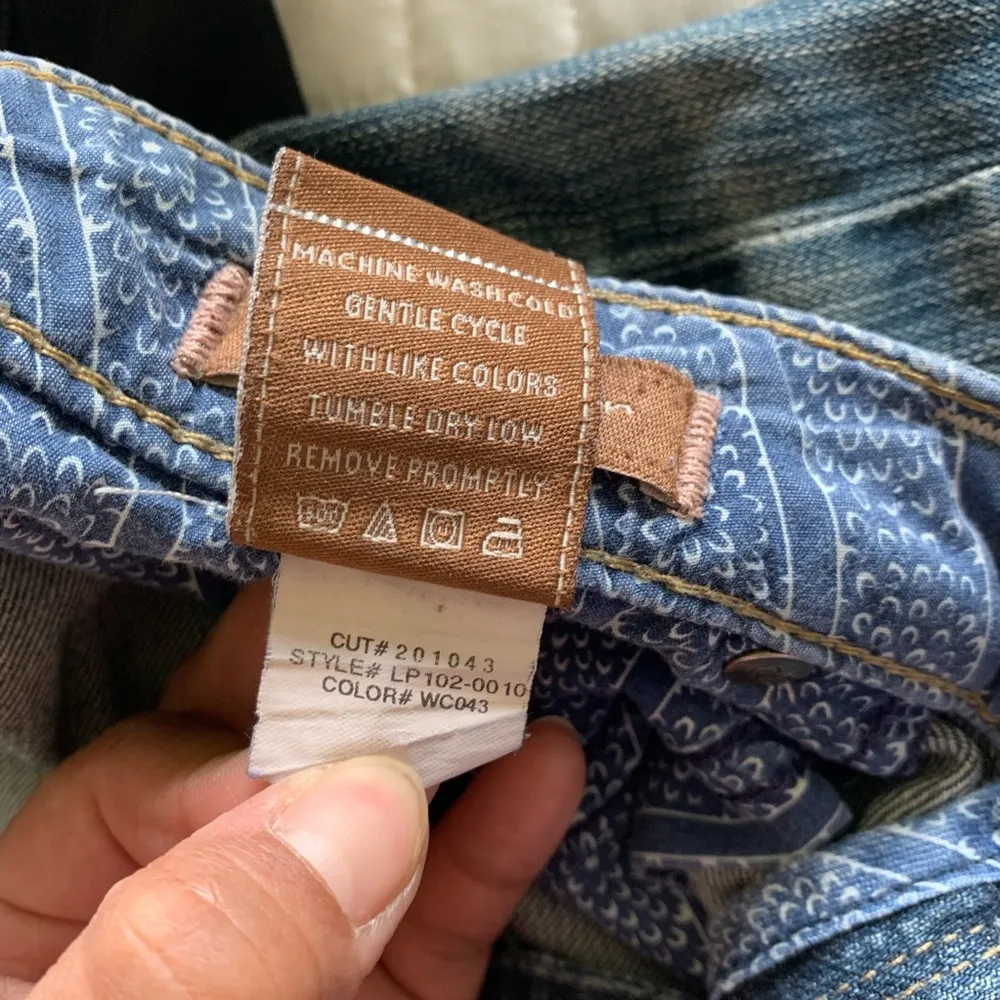 MACHINE WASH COLD
GENTLE CYCLE
WITH LIKE COLORS
TUMBLE DRY LOW
REMOVE PROMPTLY
CUT# 201043
STYLE# LP102-0010
COLOR# WC043